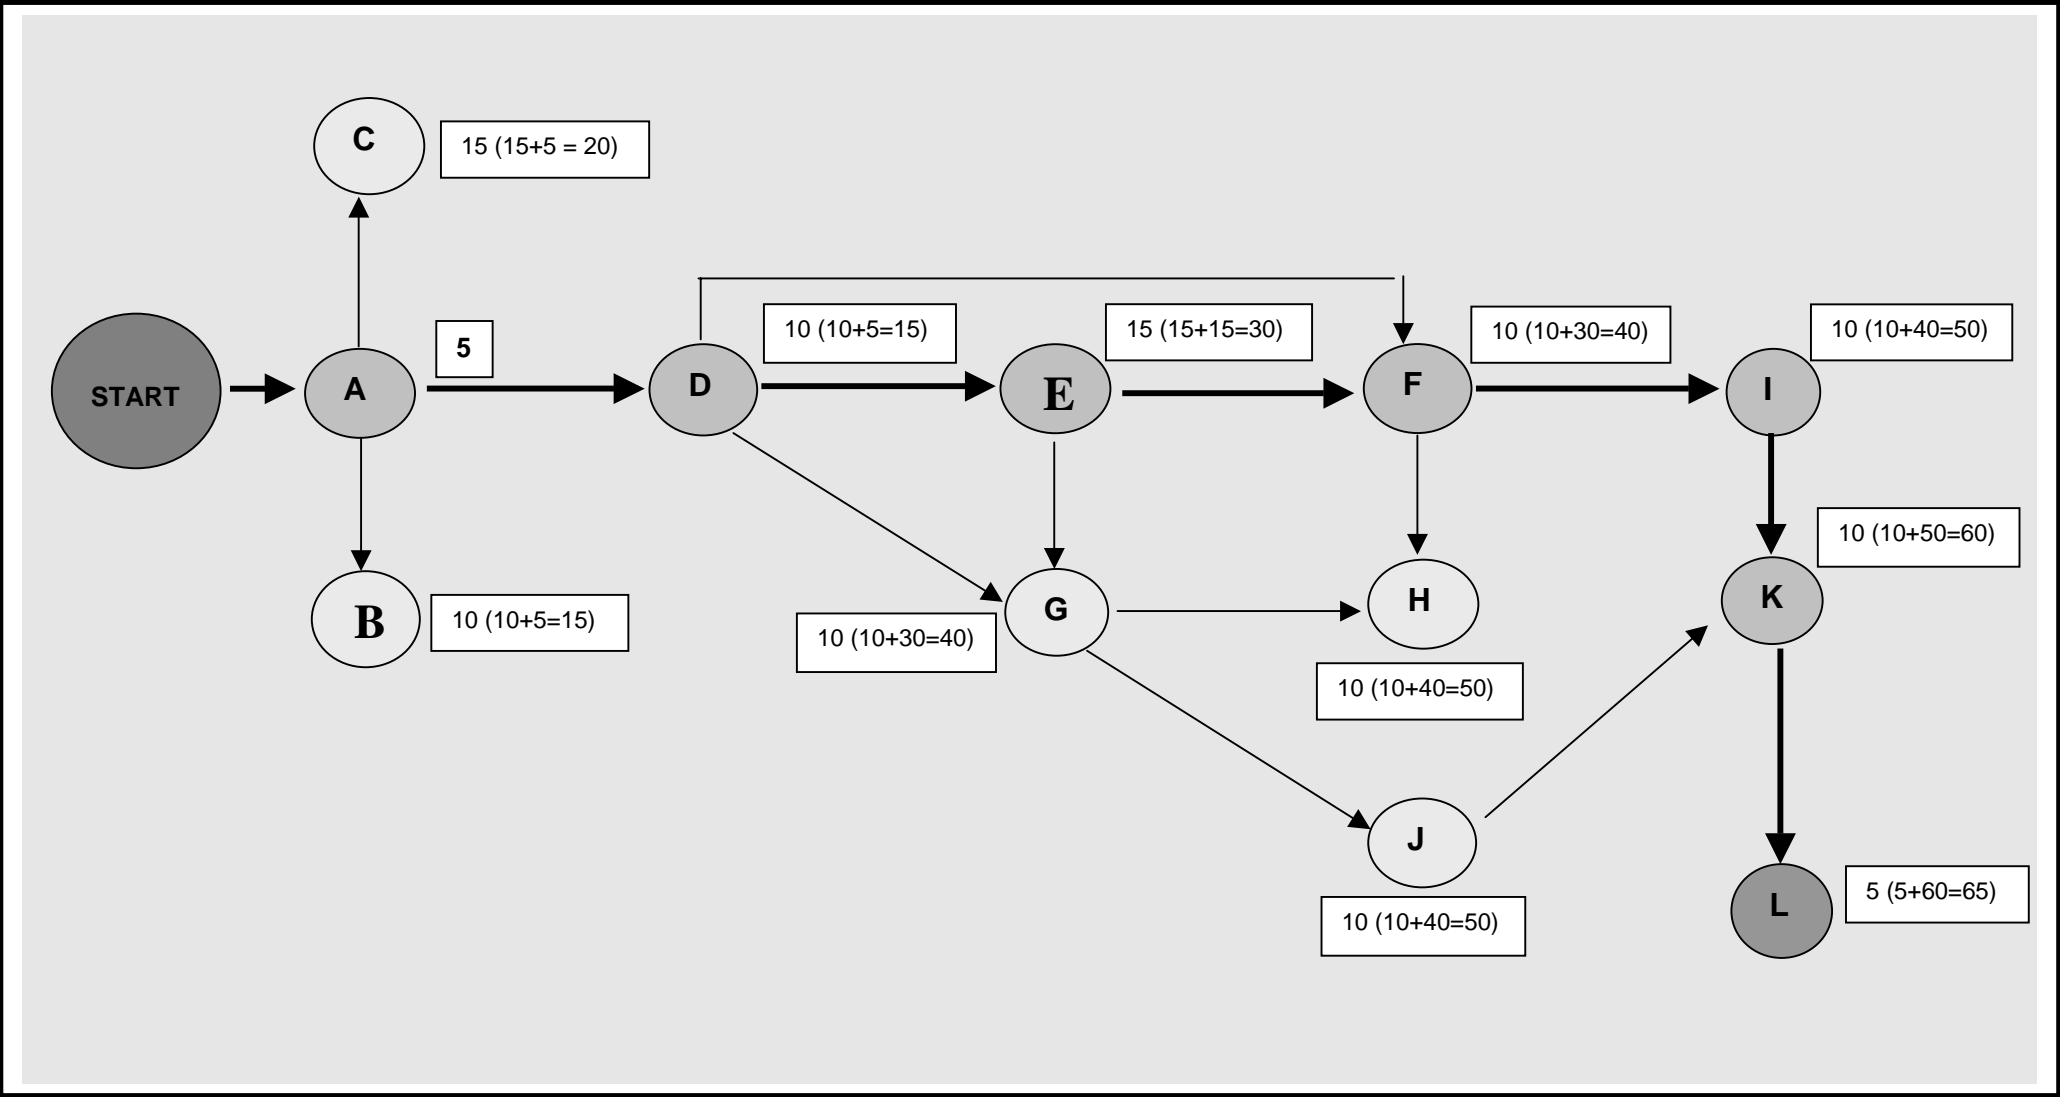 C
15 (15+5 = 20)
5
10 (10+5=15)
15 (15+15=30)
10 (10+30=40)
10 (10+40=50)
START
A
D
E
F
I
10 (10+50=60)
B
10 (10+5=15)
G
10 (10+30=40)
H
10 (10+40=50)
K
J
10 (10+40=50)
L
5 (5+60=65)